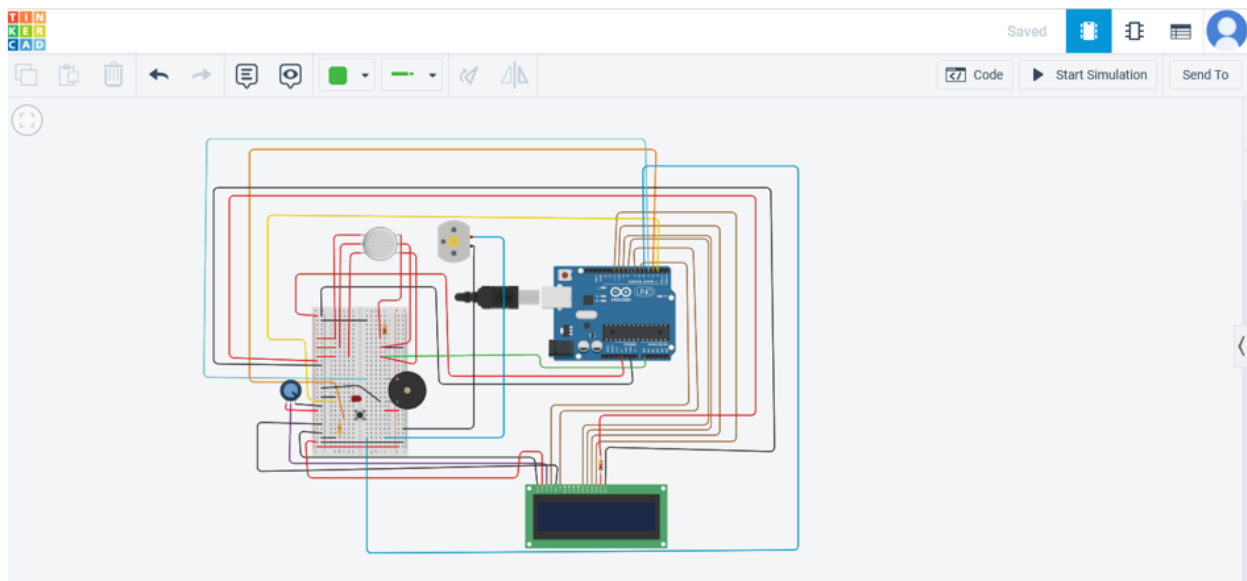 TIN
KER
CAD
Saved
Code
Start Simulation
Send To
UNO